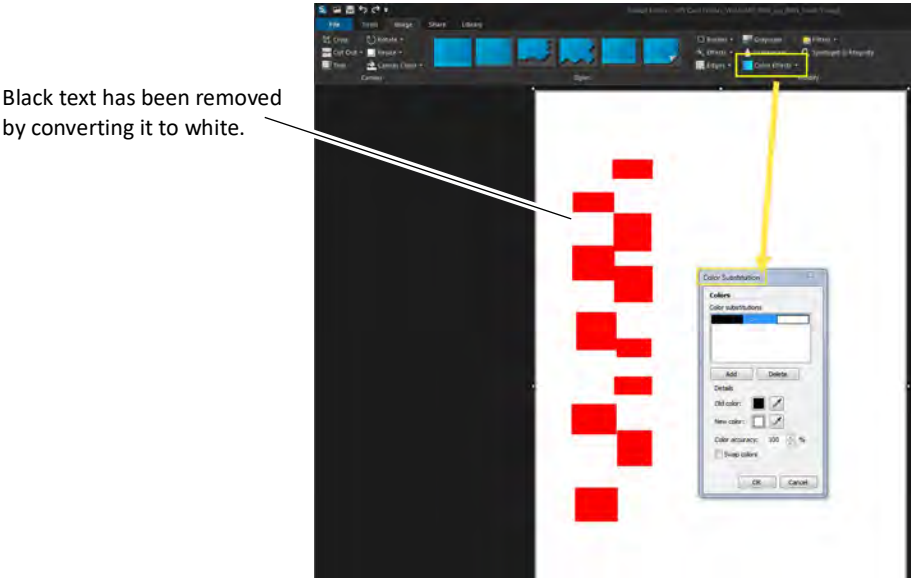 File Tools Image Share Library
Crop Rotate Border Grayscale Filters
Cut Out Resize Effects Watermark Spotlight & Magnify
Trim Canvas Color Edges Color Effects
Canvas Styles Modify
Black text has been removed
by converting it to white.
Color Substitution
Colors
Color substitutions
Add Delete
Details
Old color:
New color:
Color accuracy: 100 %
Swap colors
OK Cancel